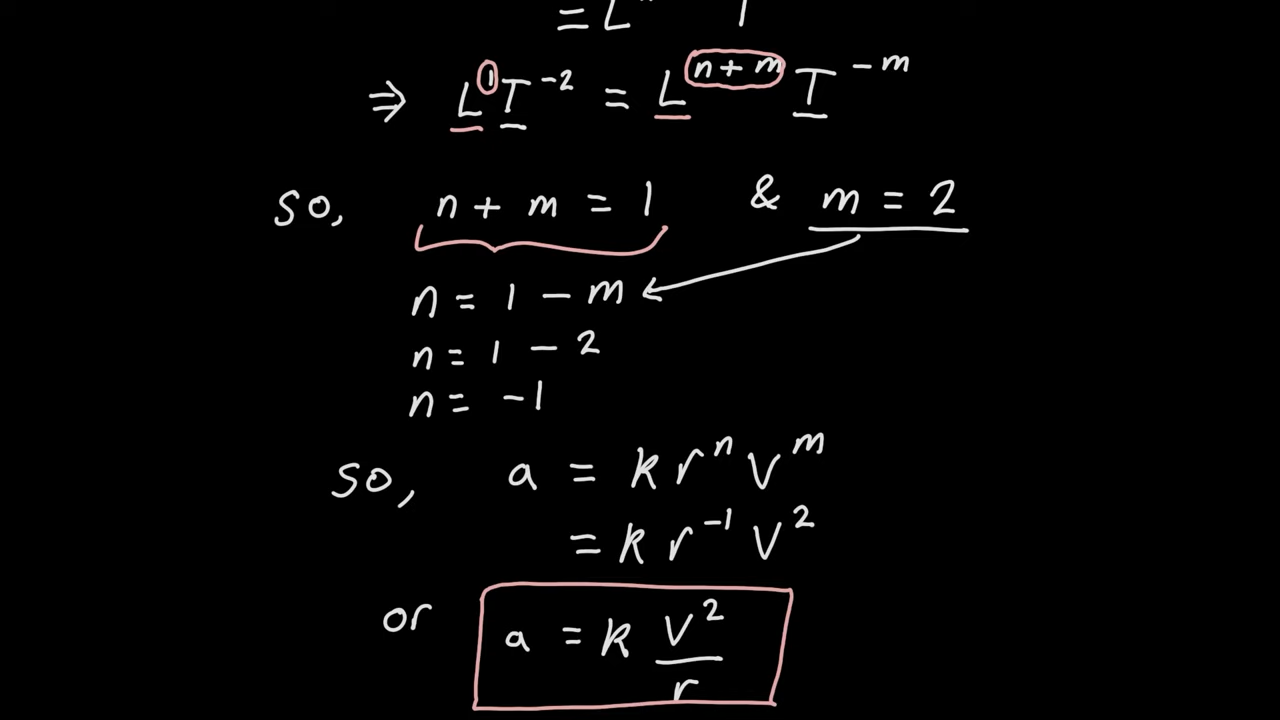 = L T
⇒ L¹T⁻² = Lⁿ⁺ᵐ T⁻ᵐ
so, n + m = 1 & m = 2
n = 1 - m
n = 1 - 2
n = -1
so, a = k rⁿ vᵐ
= k r⁻¹ v²
or a = k v²/r